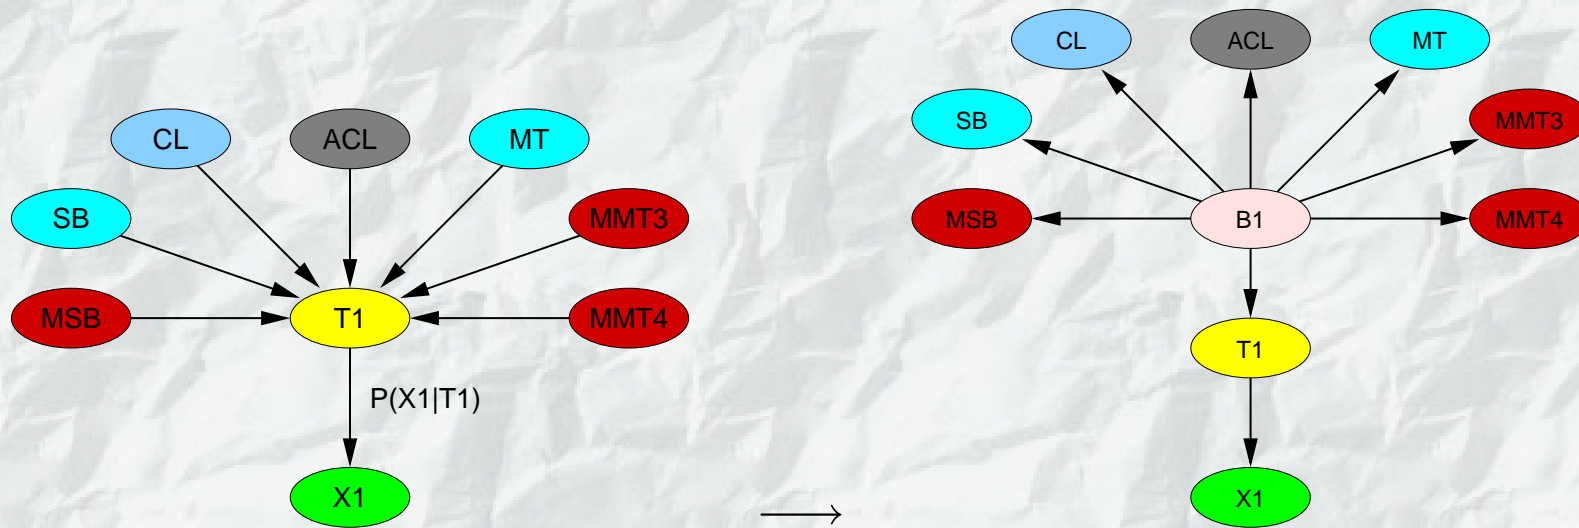 CL
ACL
MT
SB
MMT3
MSB
T1
MMT4
P(X1|T1)
X1
CL
ACL
MT
SB
MMT3
MSB
B1
MMT4
T1
X1